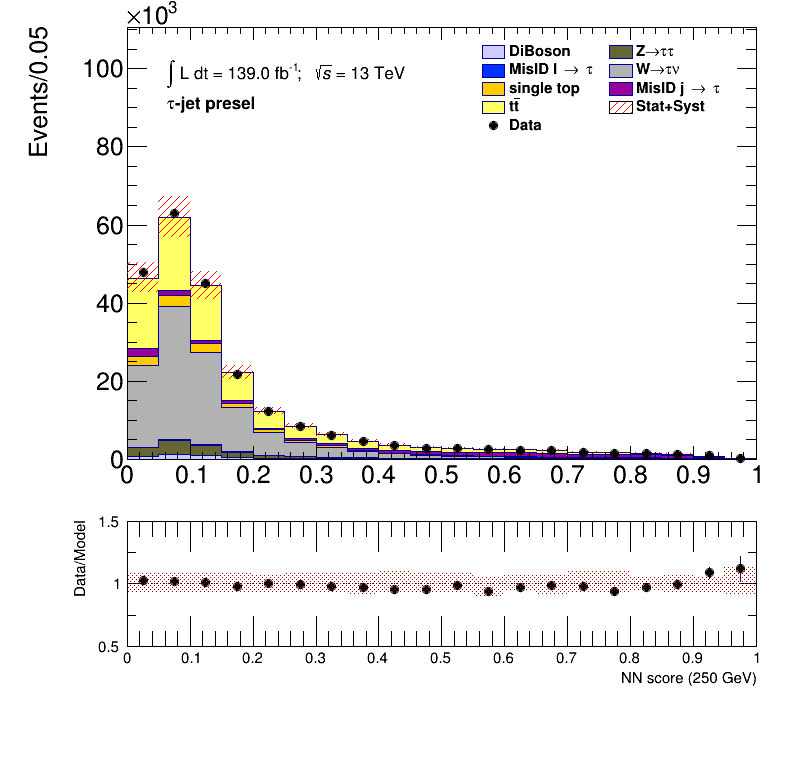 ×10³
Events/0.05
100
80
60
40
20
0
∫ L dt = 139.0 fb⁻¹; √s = 13 TeV
τ-jet presel
DiBoson
MisID l → τ
single top
tt̄
Data
Z→ττ
W→τν
MisID j → τ
Stat+Syst
0 0.1 0.2 0.3 0.4 0.5 0.6 0.7 0.8 0.9 1
Data/Model
1.5
1
0.5
0 0.1 0.2 0.3 0.4 0.5 0.6 0.7 0.8 0.9 1
NN score (250 GeV)